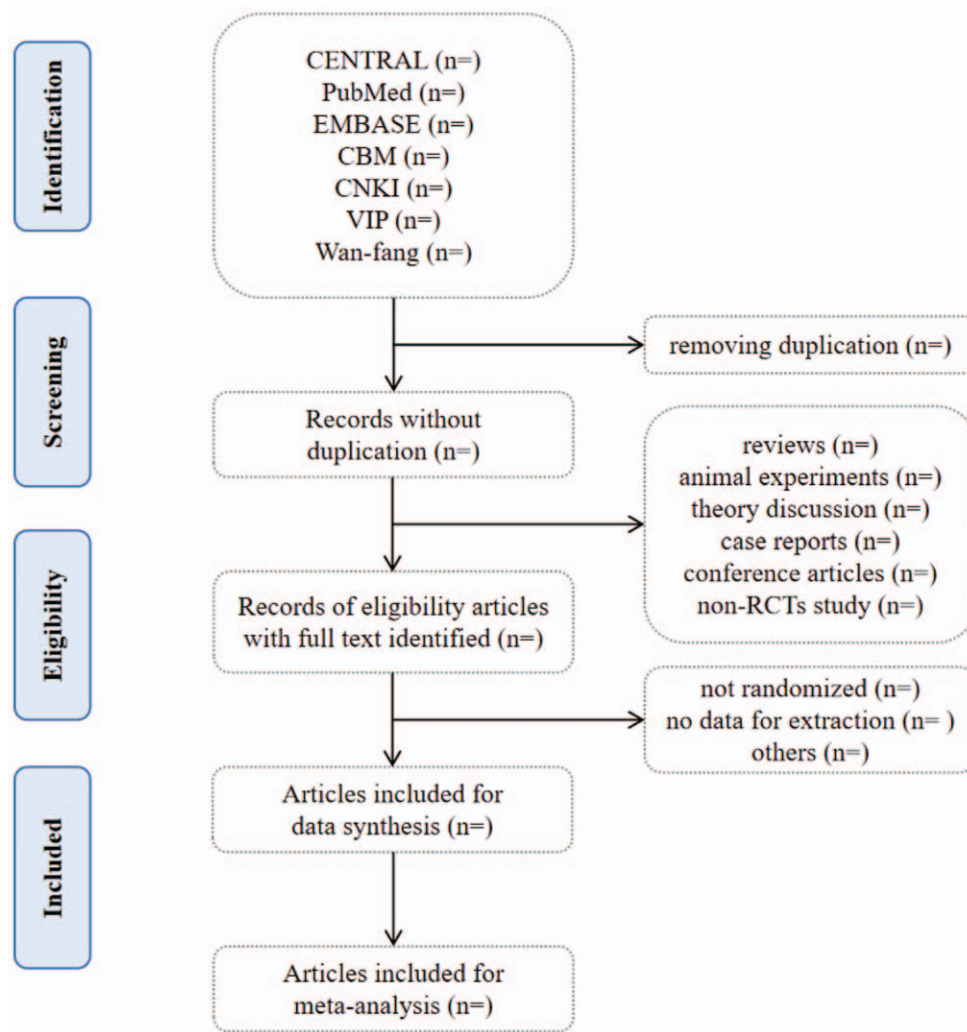 Identification
CENTRAL (n=)
PubMed (n=)
EMBASE (n=)
CBM (n=)
CNKI (n=)
VIP (n=)
Wan-fang (n=)
removing duplication (n=)
Screening
Records without
duplication (n=)
reviews (n=)
animal experiments (n=)
theory discussion (n=)
case reports (n=)
conference articles (n=)
non-RCTs study (n=)
Eligibility
Records of eligibility articles
with full text identified (n=)
not randomized (n=)
no data for extraction (n= )
others (n=)
Included
Articles included for
data synthesis (n=)
Articles included for
meta-analysis (n=)